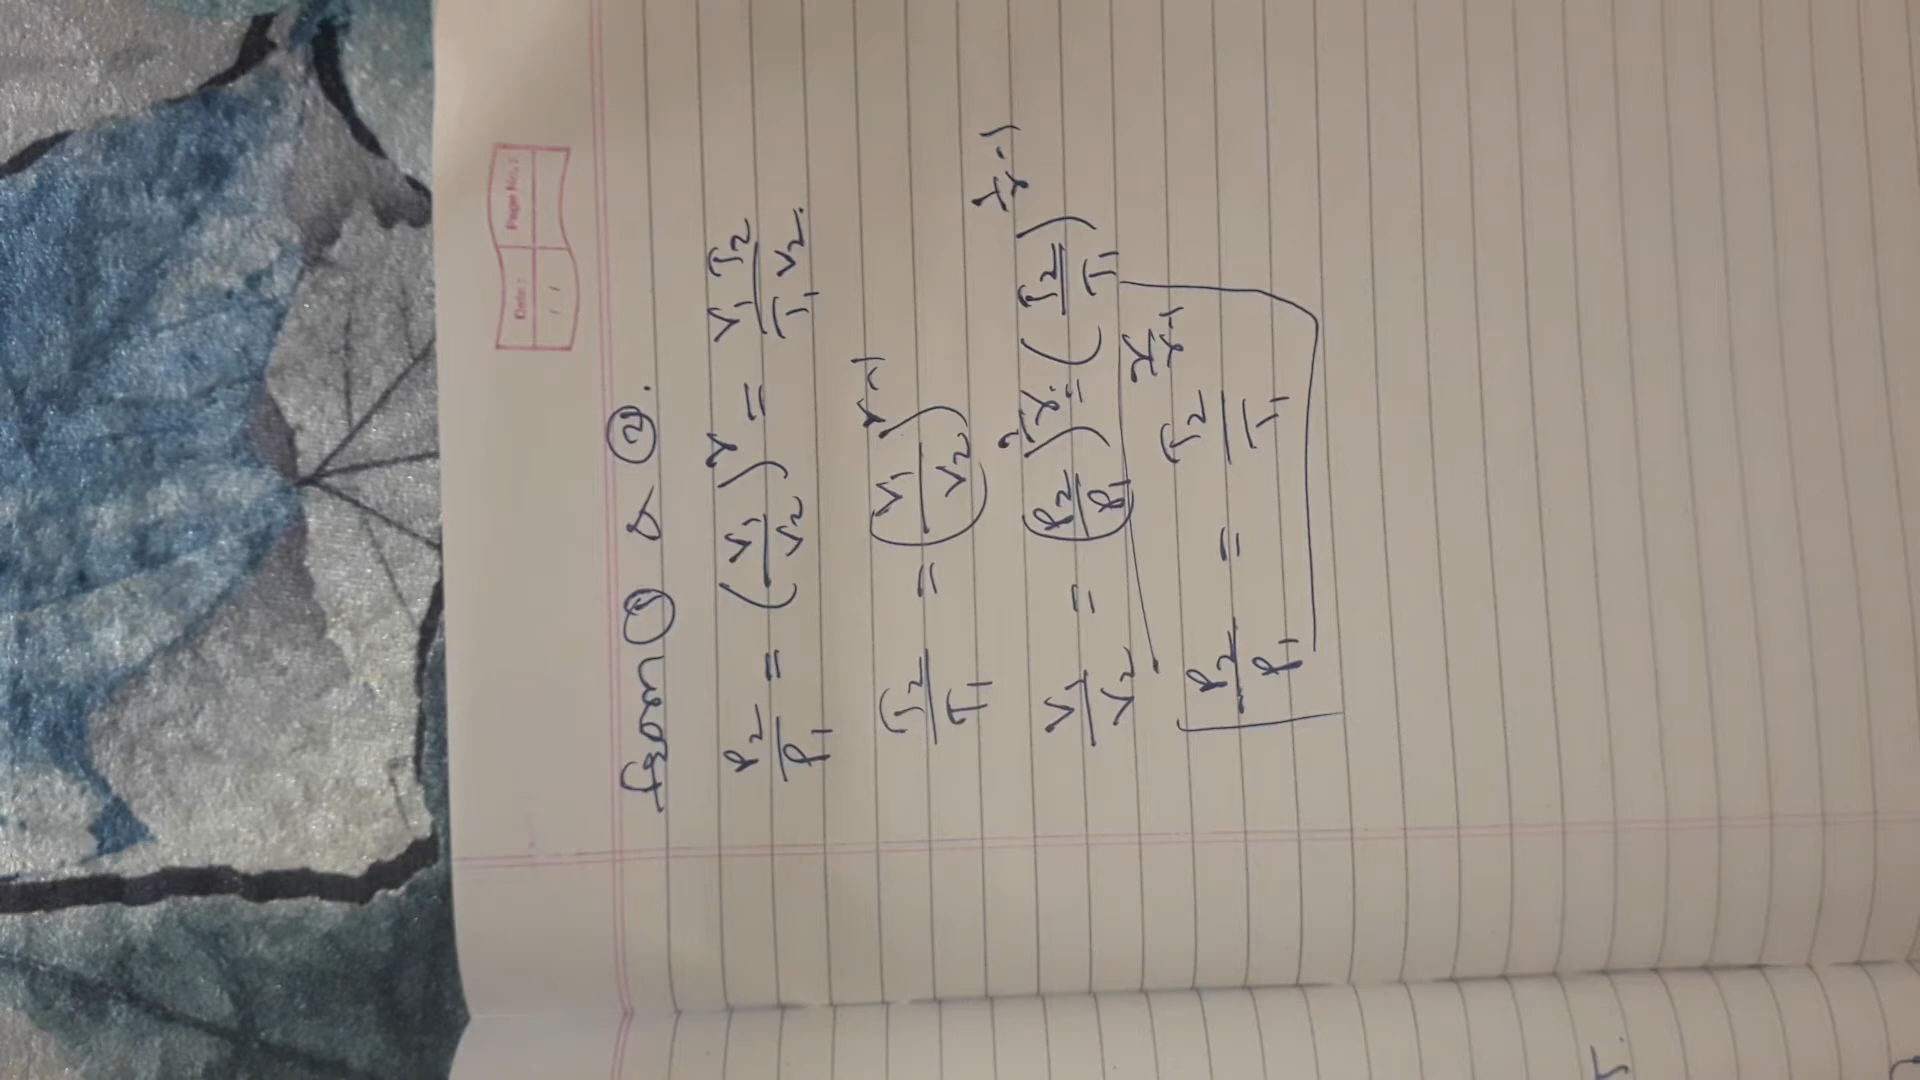 Date: Page No.:
from ① & ②.
P₂/P₁ = (V₁/V₂)^γ = V₁T₂/T₁V₂.
T₂/T₁ = (V₁/V₂)^γ-1
V₁/V₂ = (P₂/P₁)^1/γ = (T₂/T₁)^1/γ-1
P₂/P₁ = T₂/T₁^γ/γ-1